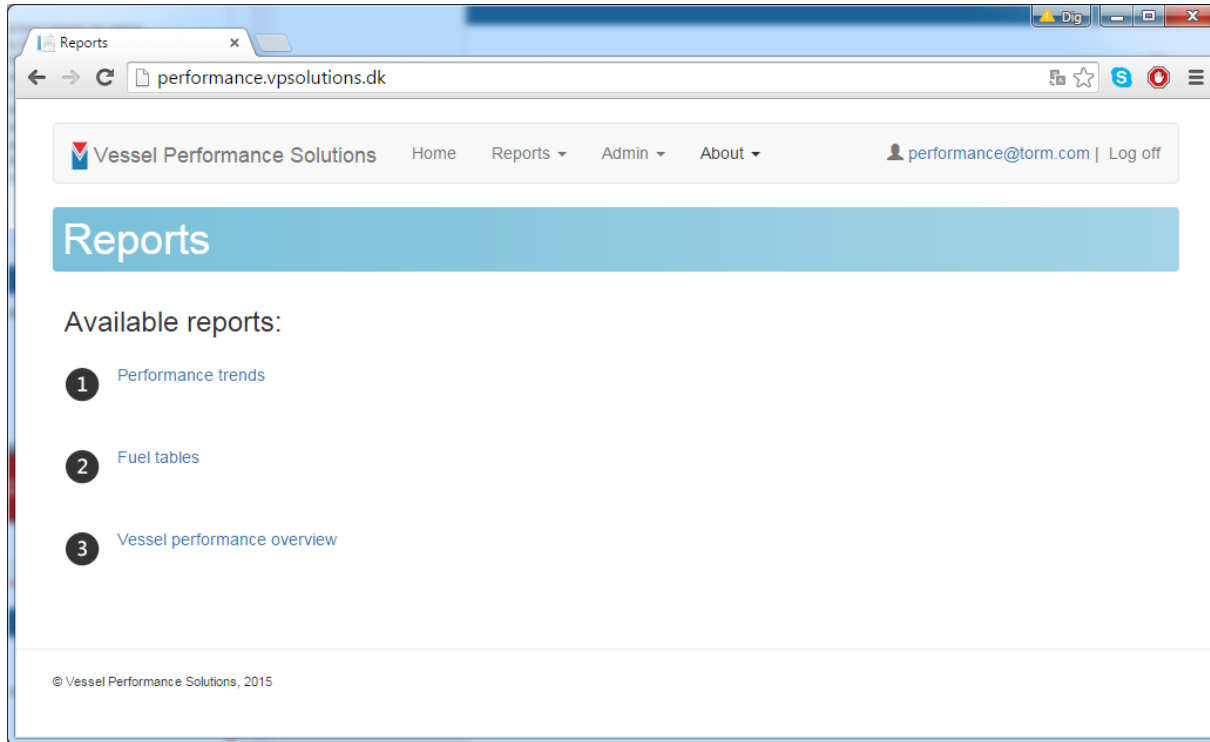 Dig
Reports
performance.vpsolutions.dk
Vessel Performance Solutions Home Reports Admin About performance@torm.com | Log off
Reports
Available reports:
1 Performance trends
2 Fuel tables
3 Vessel performance overview
© Vessel Performance Solutions, 2015